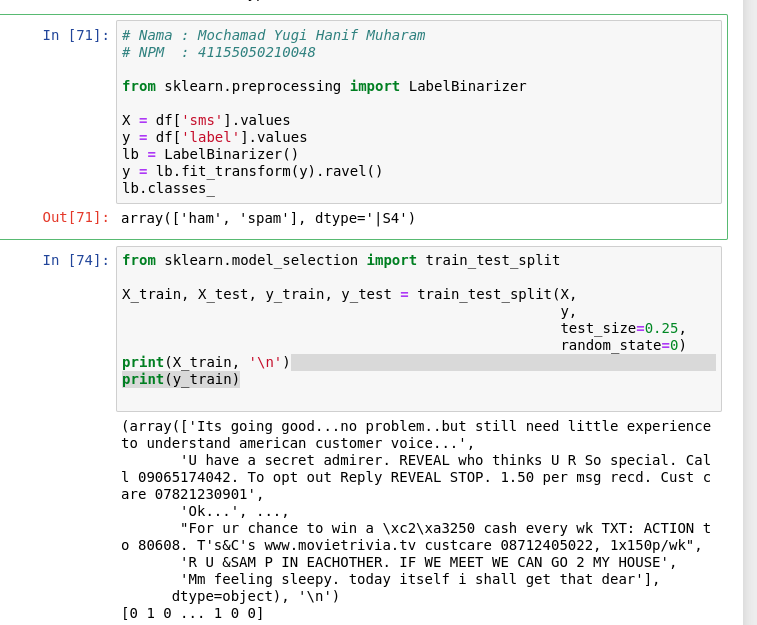 In [71]:
# Nama : Mochamad Yugi Hanif Muharam
# NPM  : 41155050210048

from sklearn.preprocessing import LabelBinarizer

X = df['sms'].values
y = df['label'].values
lb = LabelBinarizer()
y = lb.fit_transform(y).ravel()
lb.classes_
Out[71]: array(['ham', 'spam'], dtype='|S4')
In [74]:
from sklearn.model_selection import train_test_split

X_train, X_test, y_train, y_test = train_test_split(X,
                                                    y,
                                                    test_size=0.25,
                                                    random_state=0)
print(X_train, '\n')
print(y_train)
(array(['Its going good...no problem..but still need little experience
to understand american customer voice...',
       'U have a secret admirer. REVEAL who thinks U R So special. Cal
l 09065174042. To opt out Reply REVEAL STOP. 1.50 per msg recd. Cust c
are 07821230901',
       'Ok...', ...,
       "For ur chance to win a \xc2\xa3250 cash every wk TXT: ACTION t
o 80608. T's&C's www.movietrivia.tv custcare 08712405022, 1x150p/wk",
       'R U &SAM P IN EACHOTHER. IF WE MEET WE CAN GO 2 MY HOUSE',
       'Mm feeling sleepy. today itself i shall get that dear'],
      dtype=object), '\n')
[0 1 0 ... 1 0 0]